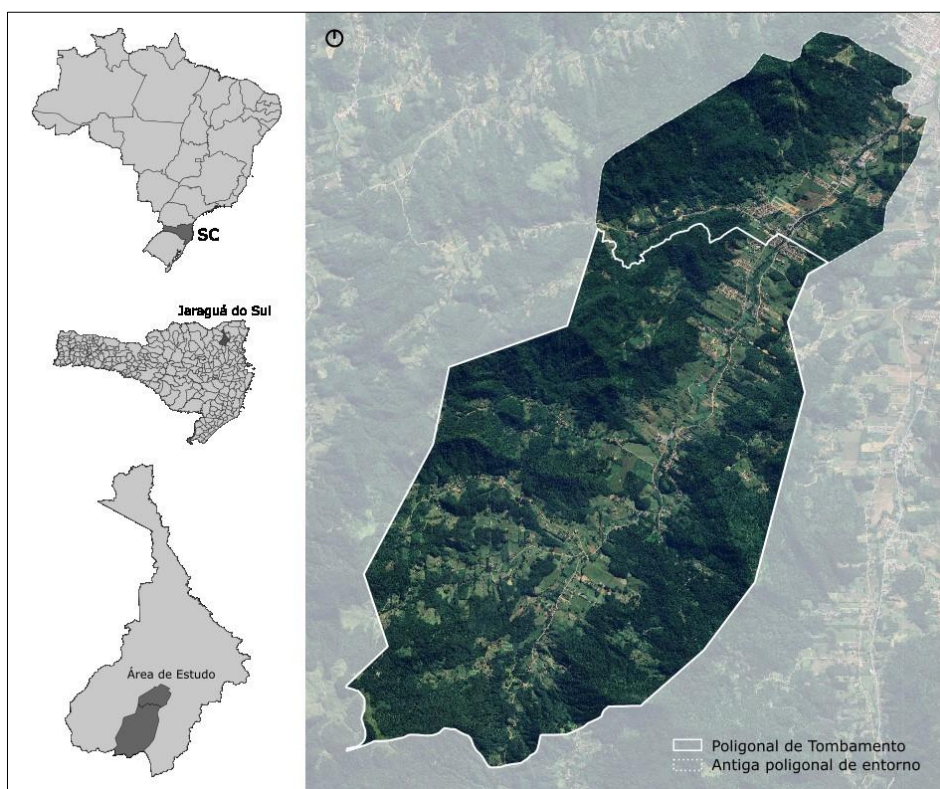 SC
Jaraguá do Sul
Área de Estudo
Poligonal de Tombamento
Antiga poligonal de entorno